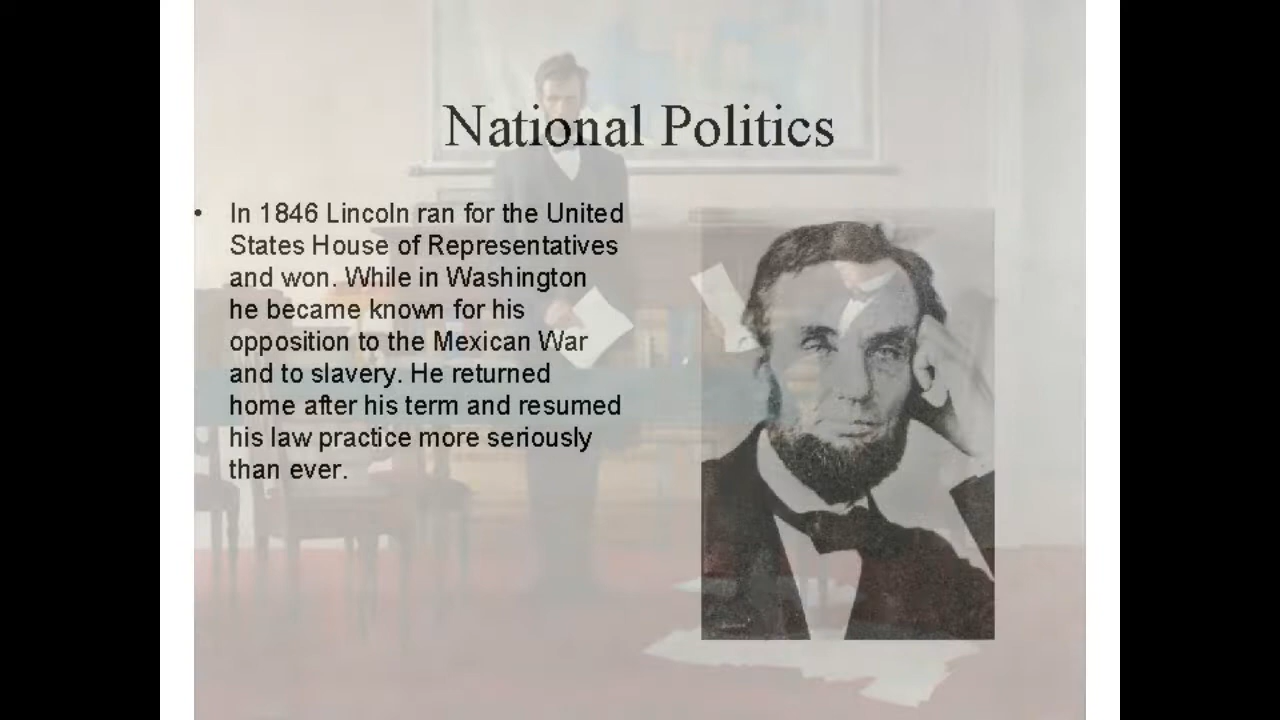 National Politics
• In 1846 Lincoln ran for the United
States House of Representatives
and won. While in Washington
he became known for his
opposition to the Mexican War
and to slavery. He returned
home after his term and resumed
his law practice more seriously
than ever.